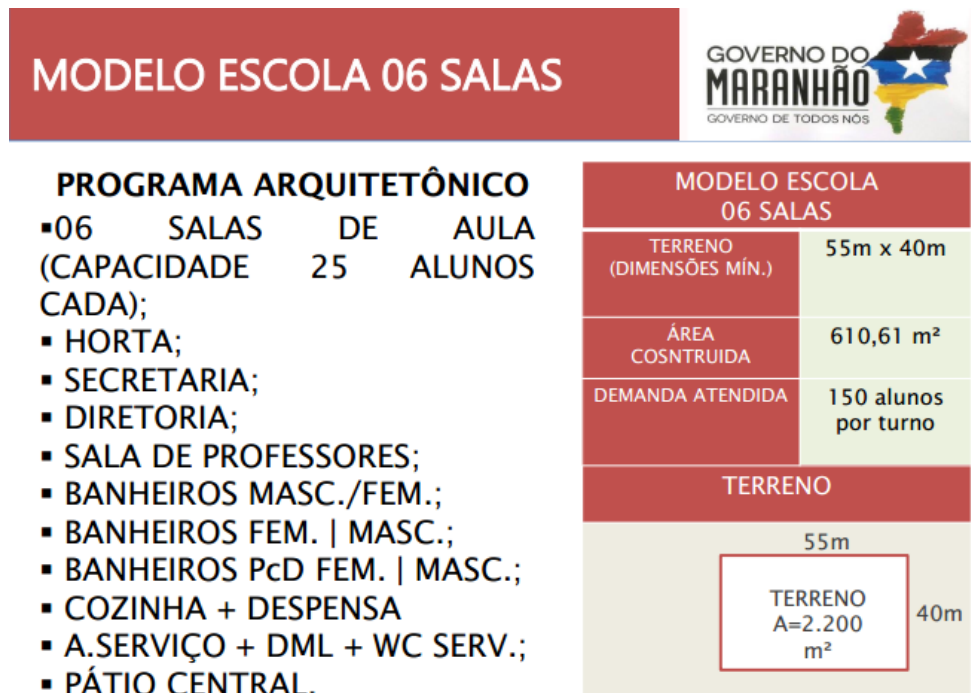 MODELO ESCOLA 06 SALAS
GOVERNO DO
MARANHÃO
GOVERNO DE TODOS NÓS
PROGRAMA ARQUITETÔNICO
▪06 SALAS DE AULA
(CAPACIDADE 25 ALUNOS
CADA);
▪ HORTA;
▪ SECRETARIA;
▪ DIRETORIA;
▪ SALA DE PROFESSORES;
▪ BANHEIROS MASC./FEM.;
▪ BANHEIROS FEM. | MASC.;
▪ BANHEIROS PcD FEM. | MASC.;
▪ COZINHA + DESPENSA
▪ A.SERVIÇO + DML + WC SERV.;
▪ PÁTIO CENTRAL.
MODELO ESCOLA
06 SALAS
TERRENO
(DIMENSÕES MÍN.)
55m x 40m
ÁREA
COSNTRUIDA
610,61 m²
DEMANDA ATENDIDA
150 alunos
por turno
TERRENO
55m
TERRENO
A=2.200
m²
40m